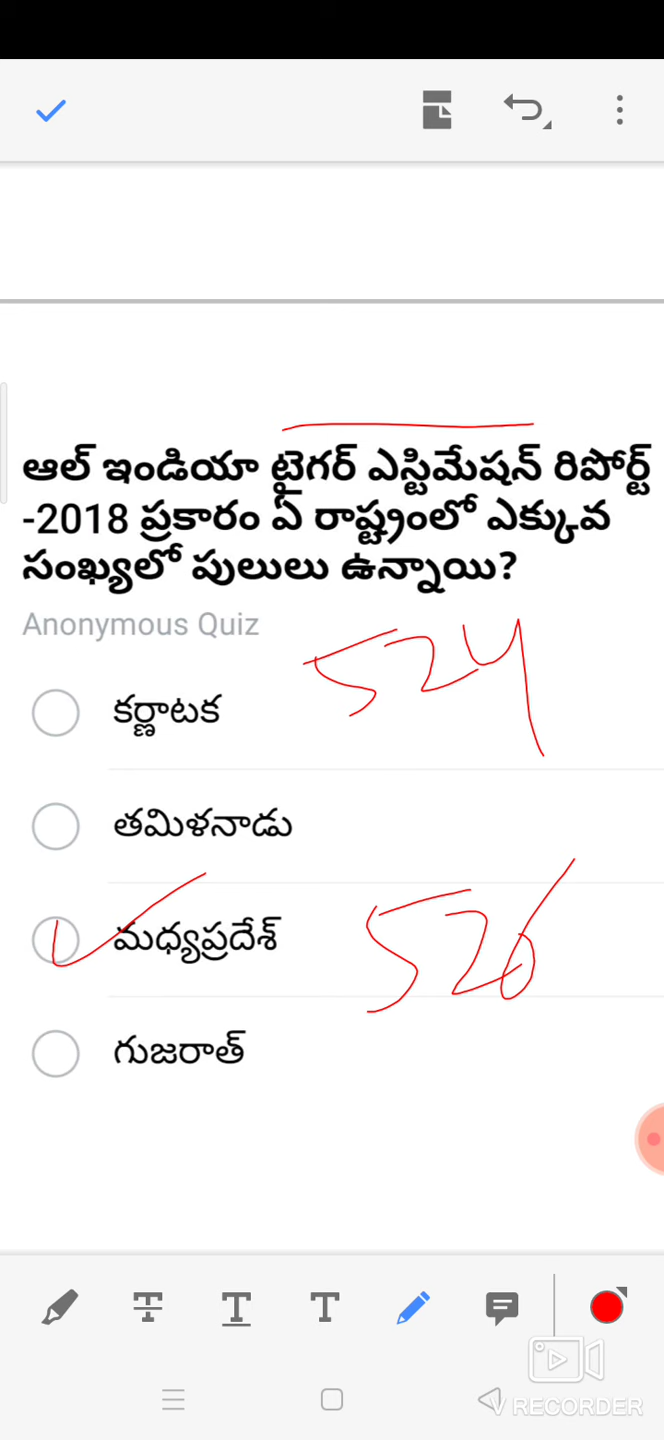 ఆల్ ఇండియా టైగర్ ఎస్టిమేషన్ రిపోర్ట్
-2018 ప్రకారం ఏ రాష్ట్రంలో ఎక్కువ
సంఖ్యలో పులులు ఉన్నాయి?
Anonymous Quiz
524
కర్ణాటక
తమిళనాడు
మధ్యప్రదేశ్ 526
గుజరాత్
T T T
V RECORDER